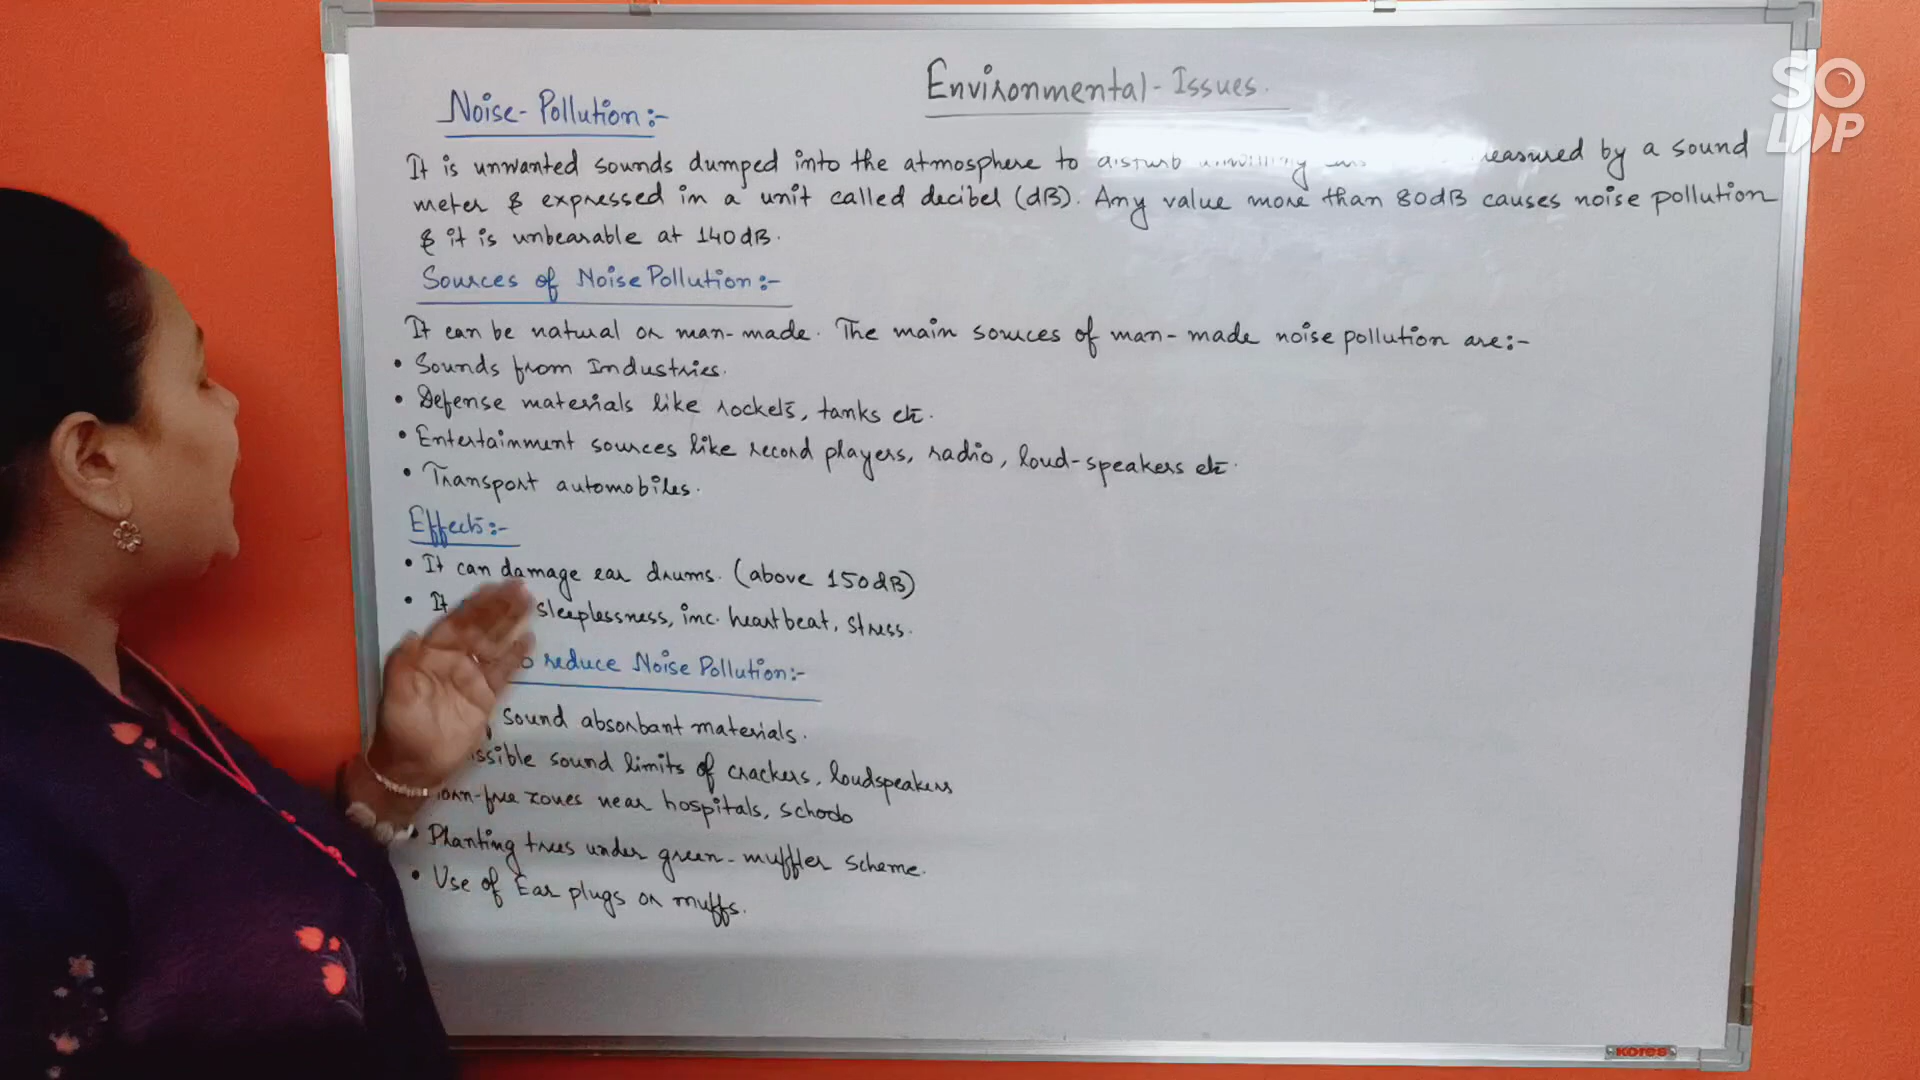 Environmental-Issues.
Noise-Pollution:-
It is unwanted sounds dumped into the atmosphere to disturb measured by a sound
meter & expressed in a unit called decibel (dB). Any value more than 80dB causes noise pollution
& it is unbearable at 140dB.
Sources of Noise Pollution:-
It can be natural or man-made. The main sources of man-made noise pollution are:-
• Sounds from Industries.
• Defense materials like rockets, tanks etc.
• Entertainment sources like record players, radio, loud-speakers etc.
• Transport automobiles.
Effects:-
• It can damage ear drums. (above 150dB)
• It sleeplessness, inc. heartbeat, stress.
reduce Noise Pollution:-
sound absorbant materials.
sound limits of crackers, loudspeakers
zones near hospitals, schools
• Planting trees under green-muffler scheme.
• Use of Ear plugs or muffs.
SO
LOOP
KORES